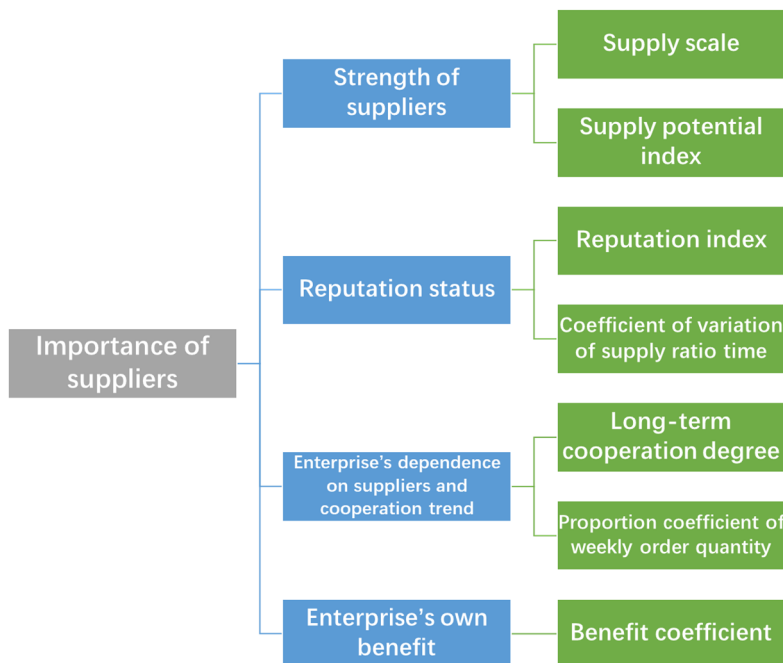 Importance of
suppliers
Strength of
suppliers
Supply scale
Supply potential
index
Reputation status
Reputation index
Coefficient of variation
of supply ratio time
Enterprise's dependence
on suppliers and
cooperation trend
Long-term
cooperation degree
Proportion coefficient of
weekly order quantity
Enterprise's own
benefit
Benefit coefficient